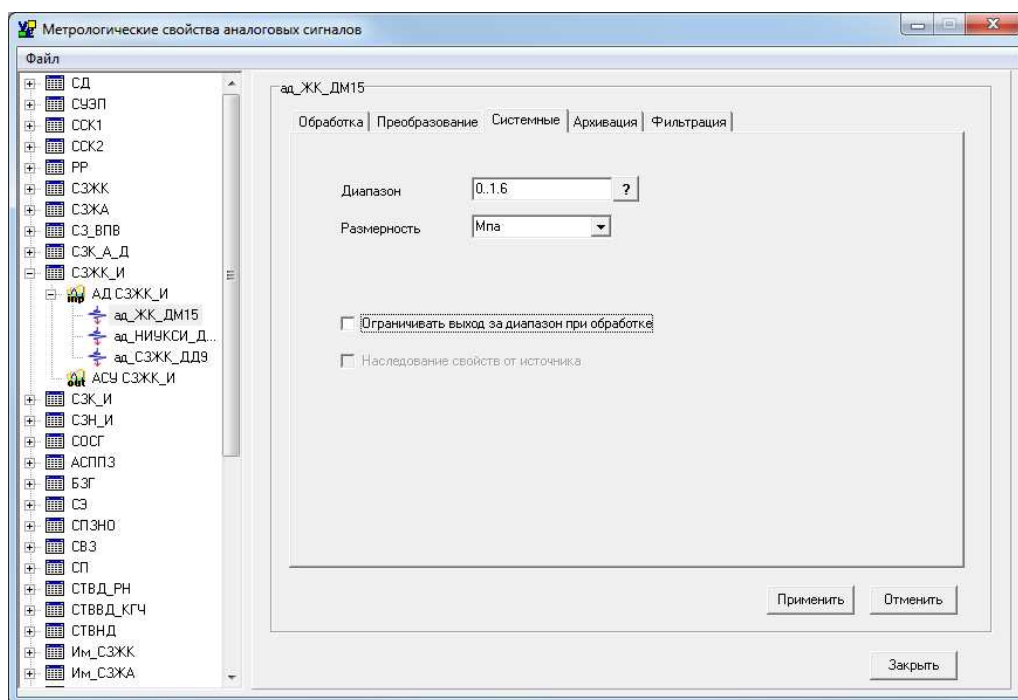 Метрологические свойства аналоговых сигналов
Файл
СД
СУЭП
ССК1
ССК2
РР
СЗЖК
СЗЖА
СЗ_ВПВ
СЗК_А_Д
СЗЖК_И
АД СЗЖК_И
ад_ЖК_ДМ15
ад_НИУКСИ_Д...
ад_СЗЖК_ДД9
АСУ СЗЖК_И
СЗК_И
СЗН_И
СОСГ
АСППЗ
БЗГ
СЭ
СПЗНО
СВЗ
СП
СТВД_РН
СТВВД_КГЧ
СТВНД
Им_СЗЖК
Им_СЗЖА
ад_ЖК_ДМ15
Обработка Преобразование Системные Архивация Фильтрация
Диапазон 0..1.6 ?
Размерность Мпа
Ограничивать выход за диапазон при обработке
Наследование свойств от источника
Применить Отменить
Закрыть